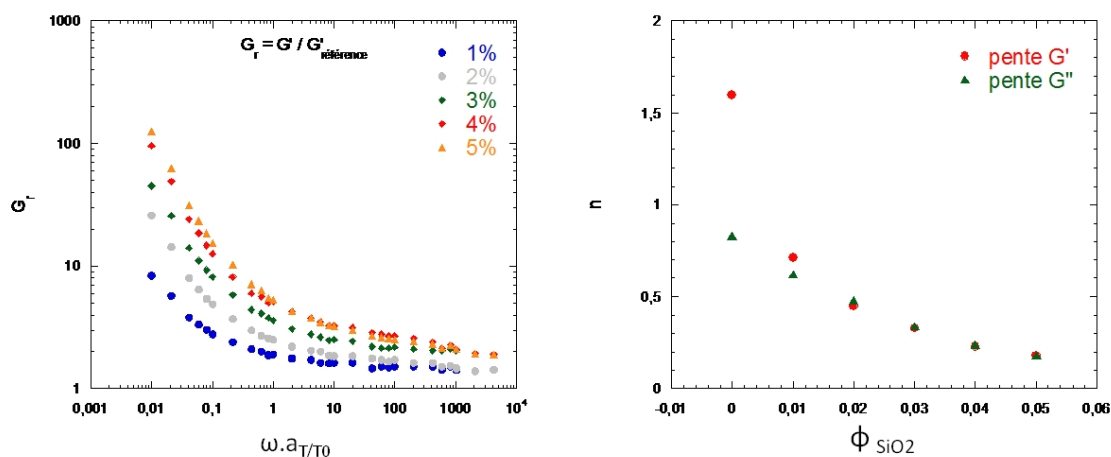 G_r = G' / G'_référence
1%
2%
3%
4%
5%
1000
100
10
1
G_r
0,001 0,01 0,1 1 10 100 1000 10^4
ω.a_T/T0
pente G'
pente G"
2
1,5
1
0,5
0
n
-0,01 0 0,01 0,02 0,03 0,04 0,05 0,06
ϕ SiO2